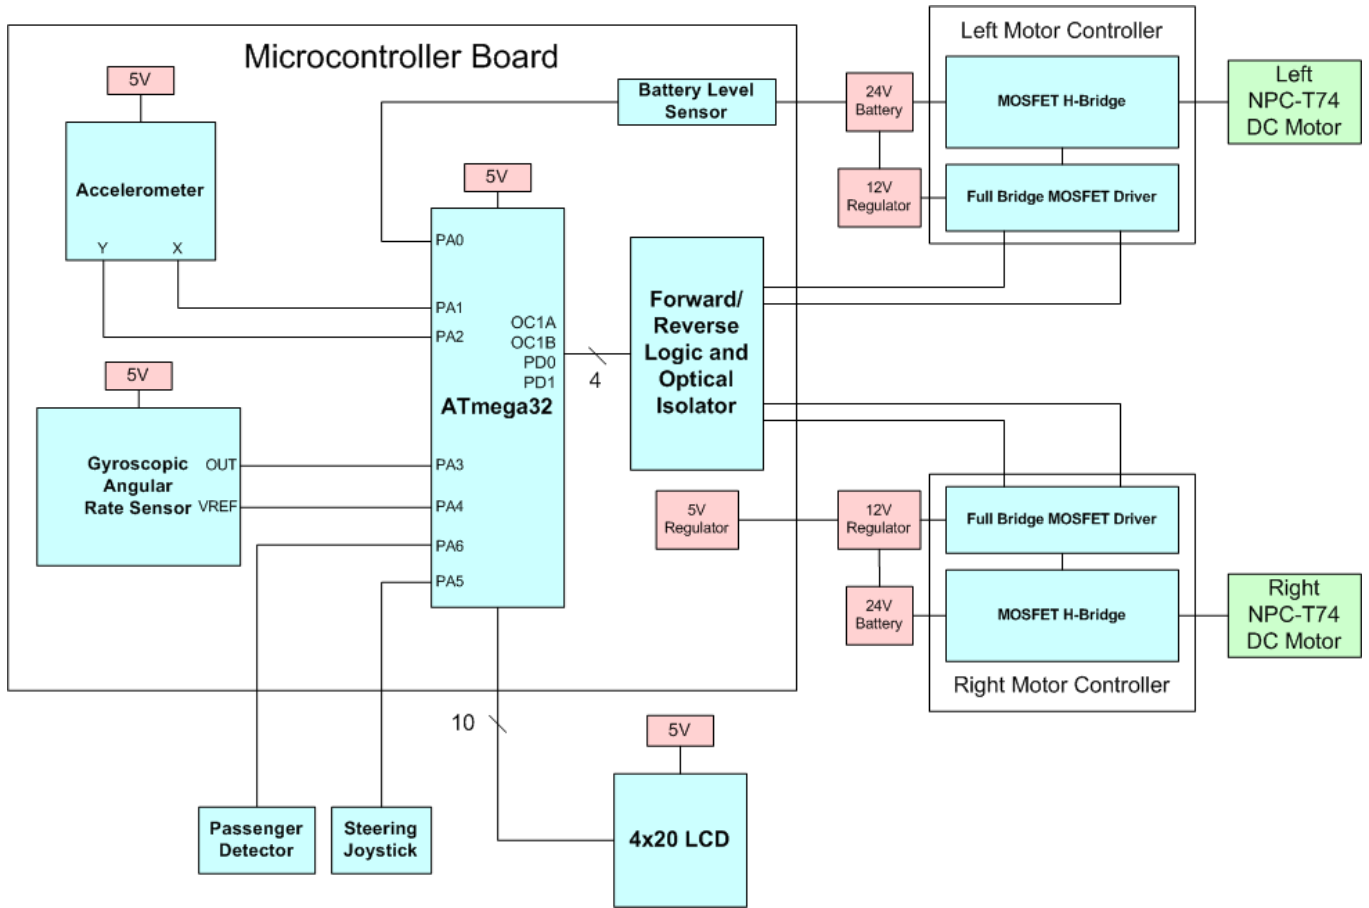 Microcontroller Board
5V
Accelerometer
Y X
Battery Level
Sensor
24V
Battery
12V
Regulator
Left Motor Controller
MOSFET H-Bridge
Full Bridge MOSFET Driver
Left
NPC-T74
DC Motor
5V
PA0
PA1
PA2
OC1A
OC1B
PD0
PD1
ATmega32
PA3
PA4
PA6
PA5
4
Forward/
Reverse
Logic and
Optical
Isolator
5V
Gyroscopic
Angular
Rate Sensor
OUT
VREF
5V
Regulator
12V
Regulator
24V
Battery
Full Bridge MOSFET Driver
MOSFET H-Bridge
Right Motor Controller
Right
NPC-T74
DC Motor
10
Passenger
Detector
Steering
Joystick
5V
4x20 LCD